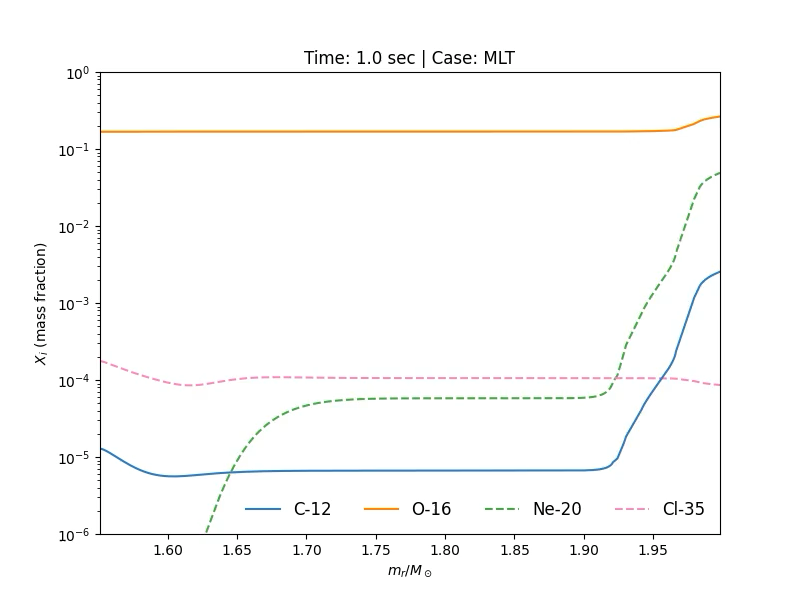 Time: 1.0 sec | Case: MLT
10⁰
10⁻¹
10⁻²
10⁻³
10⁻⁴
10⁻⁵
10⁻⁶
Xᵢ (mass fraction)
C-12 O-16 Ne-20 Cl-35
1.60 1.65 1.70 1.75 1.80 1.85 1.90 1.95
mᵣ/M⊙